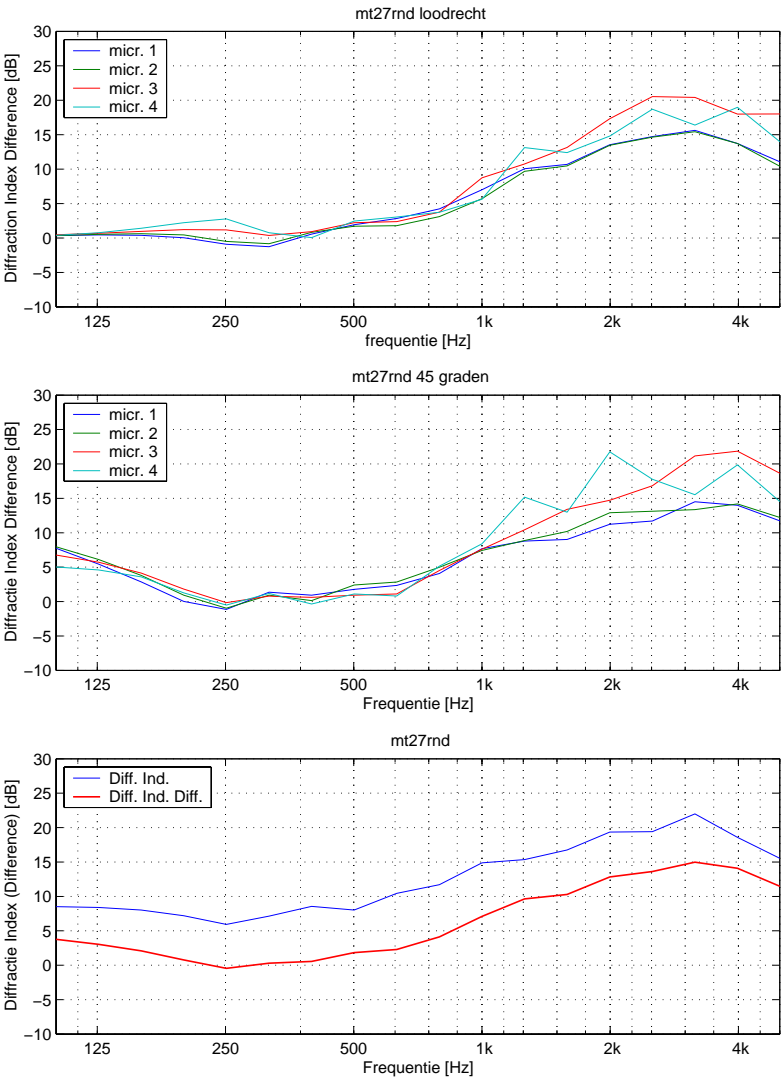 mt27rnd loodrecht
Diffraction Index Difference [dB]
30
25
20
15
10
5
0
−5
−10
micr. 1
micr. 2
micr. 3
micr. 4
125 250 500 1k 2k 4k
frequentie [Hz]
mt27rnd 45 graden
Diffractie Index Difference [dB]
30
25
20
15
10
5
0
−5
−10
micr. 1
micr. 2
micr. 3
micr. 4
125 250 500 1k 2k 4k
Frequentie [Hz]
mt27rnd
Diffractie Index (Difference) [dB]
30
25
20
15
10
5
0
−5
−10
Diff. Ind.
Diff. Ind. Diff.
125 250 500 1k 2k 4k
Frequentie [Hz]